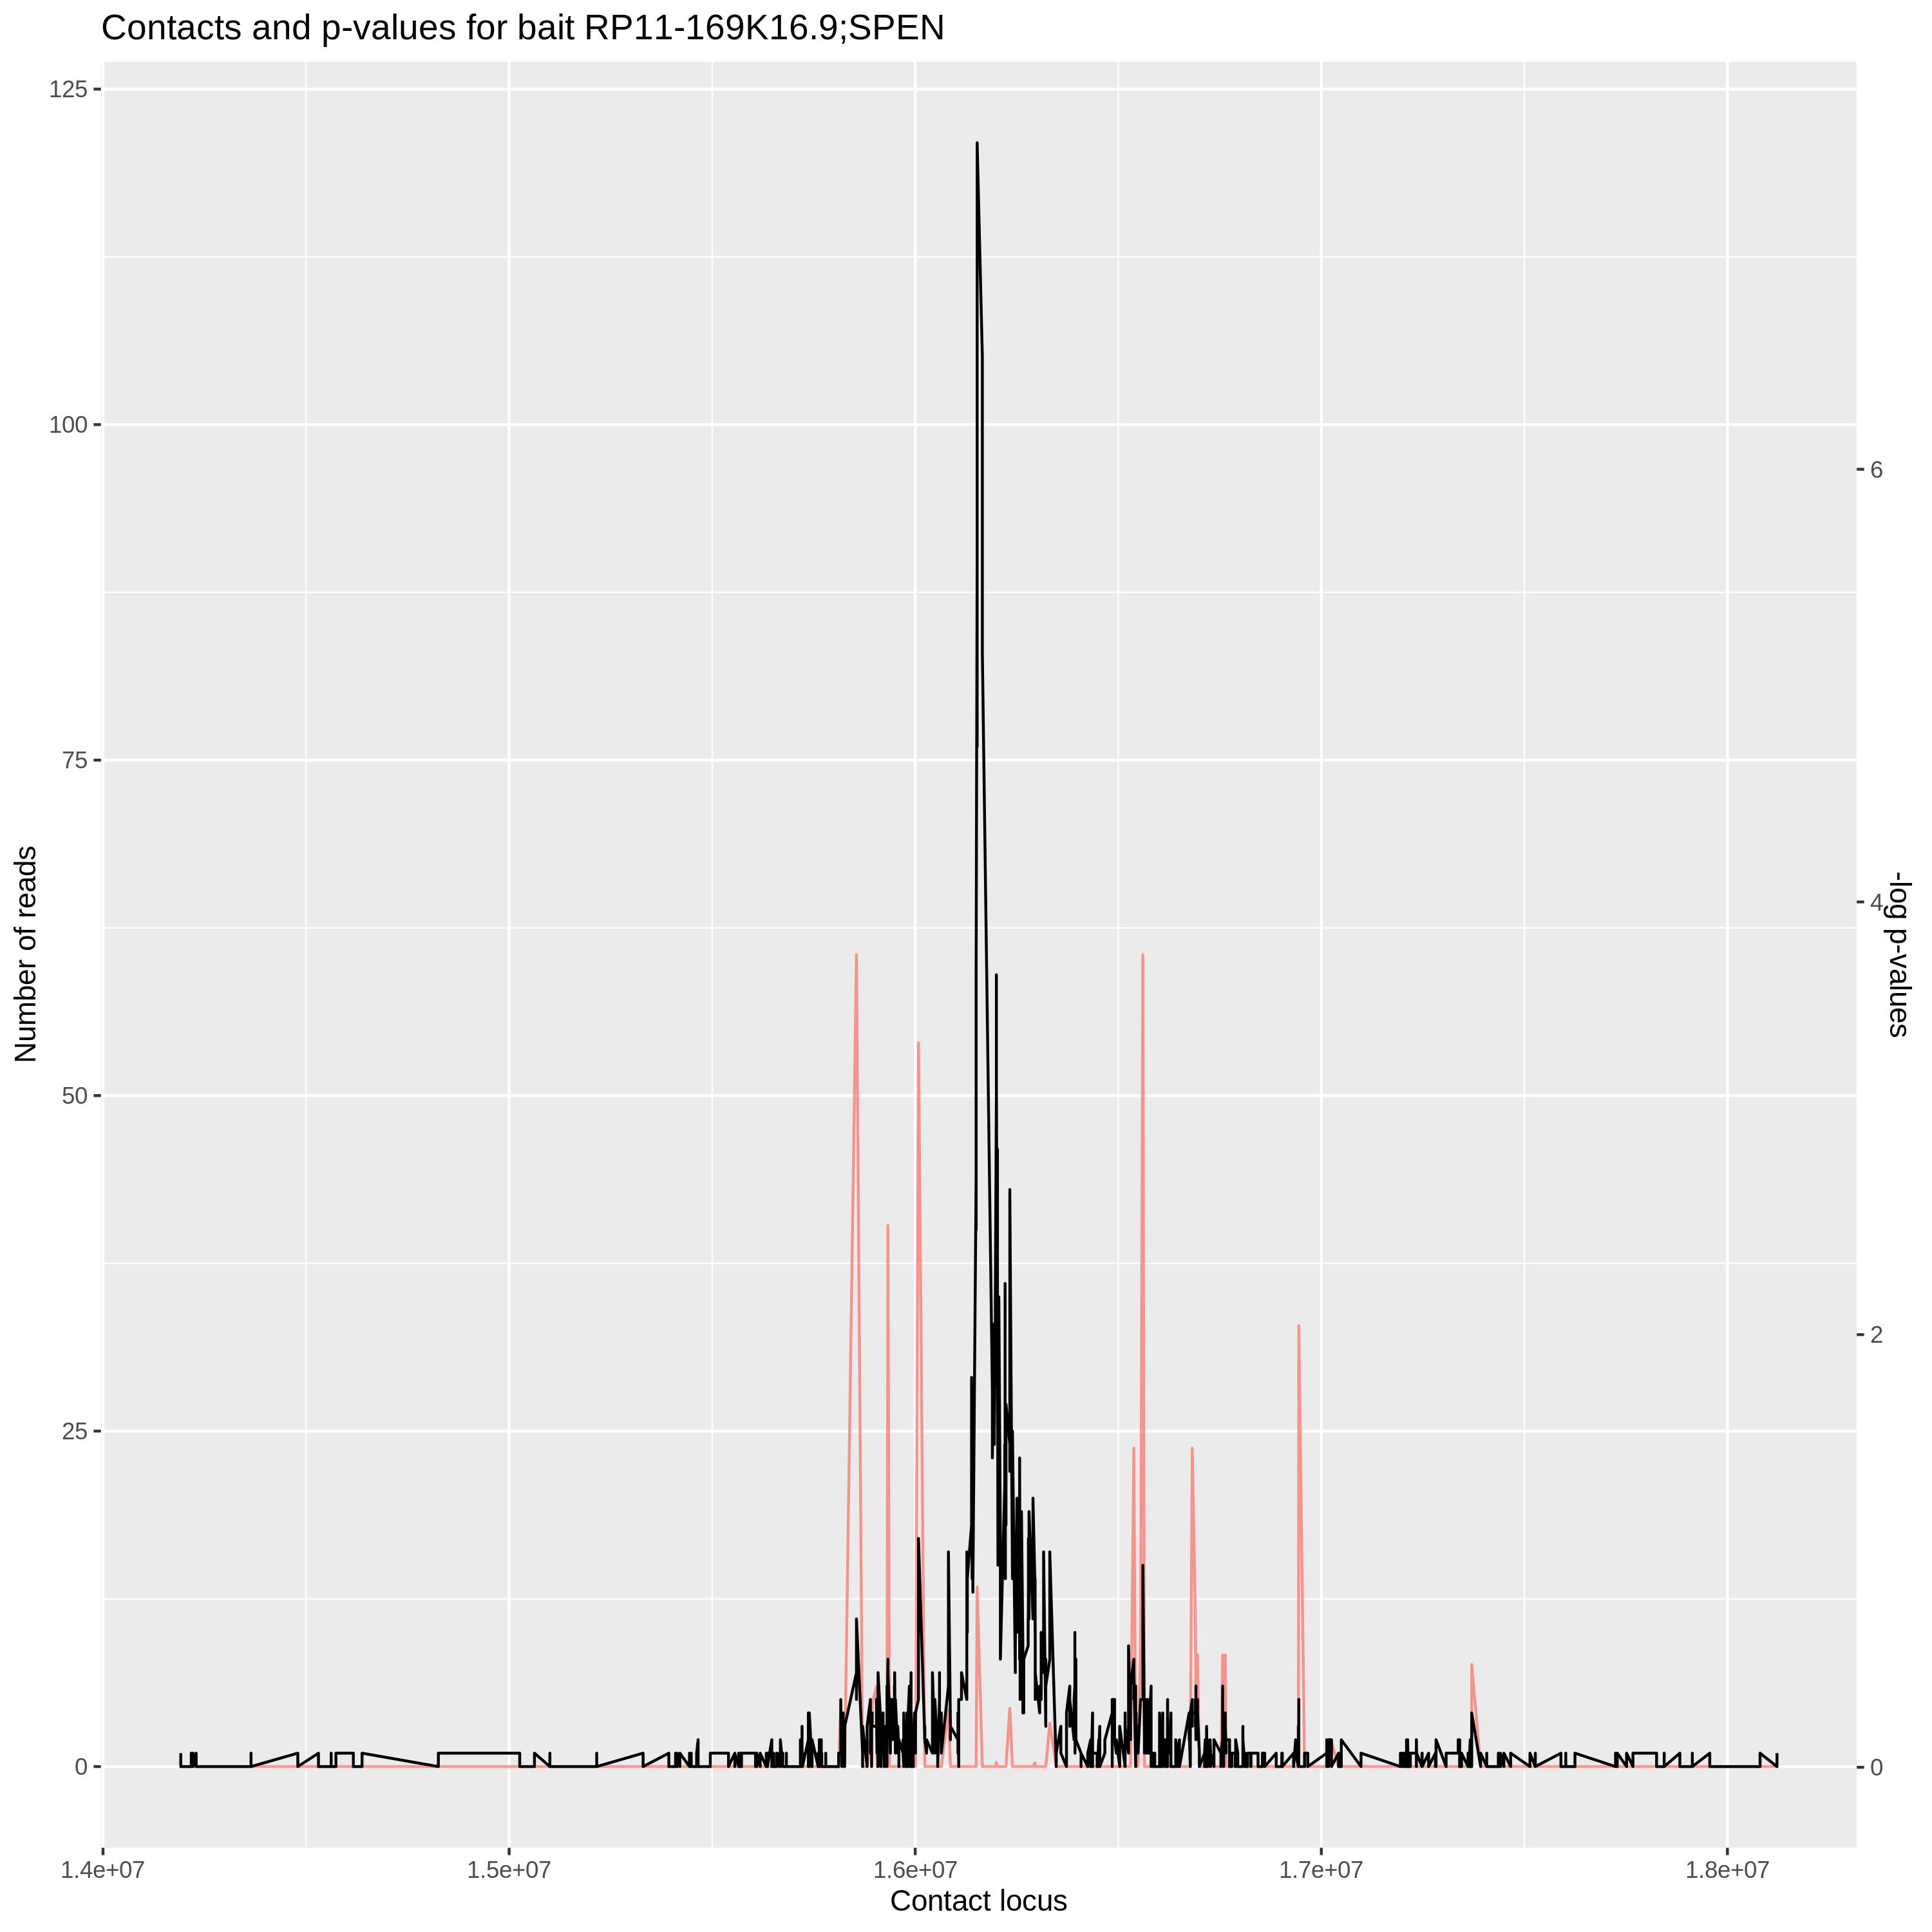 Contacts and p-values for bait RP11-169K16.9;SPEN
125
100
75
50
25
0
Number of reads
6
4
2
0
-log p-values
1.4e+07
1.5e+07
1.6e+07
1.7e+07
1.8e+07
Contact locus